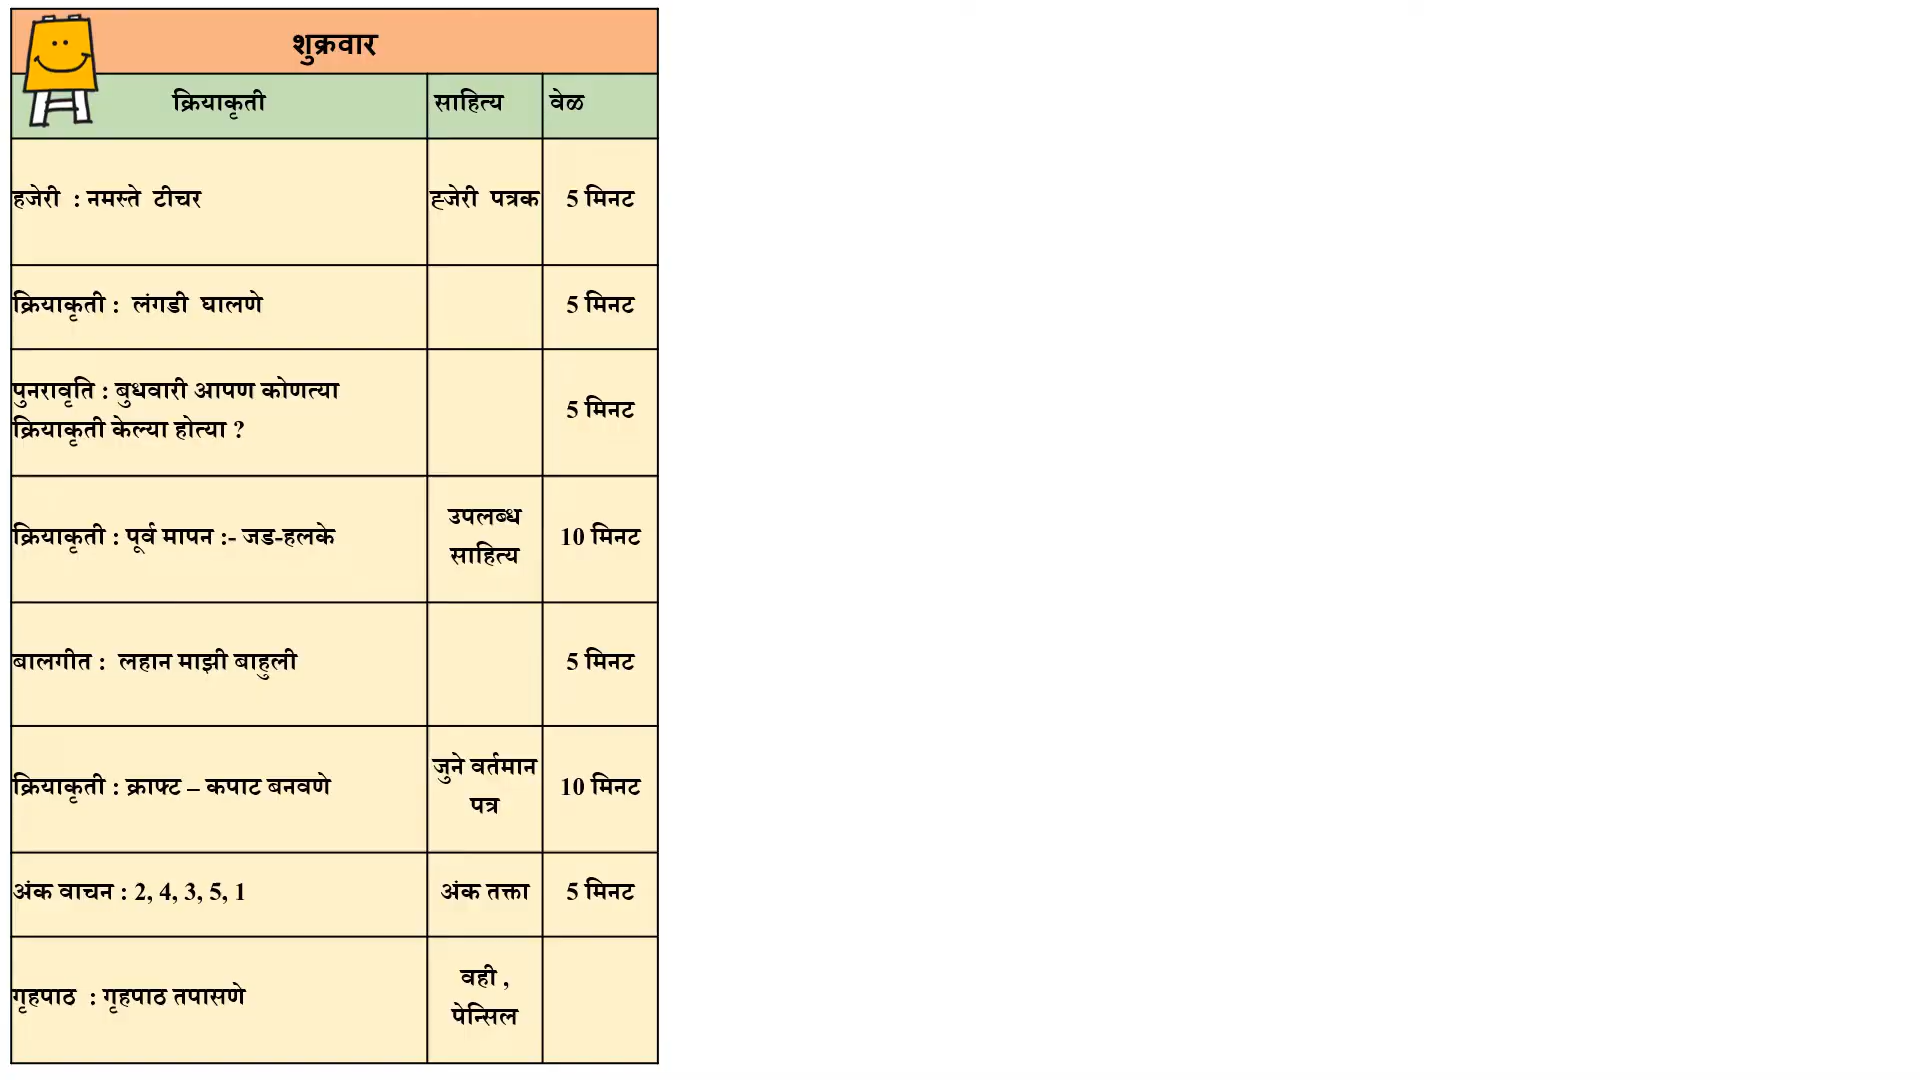 शुक्रवार
क्रियाकृती साहित्य वेळ
हजेरी : नमस्ते टीचर ह्जेरी पत्रक 5 मिनट
क्रियाकृती : लंगडी घालणे 5 मिनट
पुनरावृति : बुधवारी आपण कोणत्या
क्रियाकृती केल्या होत्या ? 5 मिनट
क्रियाकृती : पूर्व मापन :- जड-हलके उपलब्ध
साहित्य 10 मिनट
बालगीत : लहान माझी बाहुली 5 मिनट
क्रियाकृती : क्राफ्ट – कपाट बनवणे जुने वर्तमान
पत्र 10 मिनट
अंक वाचन : 2, 4, 3, 5, 1 अंक तक्ता 5 मिनट
गृहपाठ : गृहपाठ तपासणे वही ,
पेन्सिल